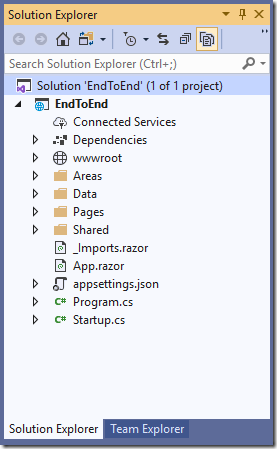 Solution Explorer
Search Solution Explorer (Ctrl+;)
Solution 'EndToEnd' (1 of 1 project)
EndToEnd
Connected Services
Dependencies
wwwroot
Areas
Data
Pages
Shared
_Imports.razor
App.razor
appsettings.json
C# Program.cs
C# Startup.cs
Solution Explorer Team Explorer